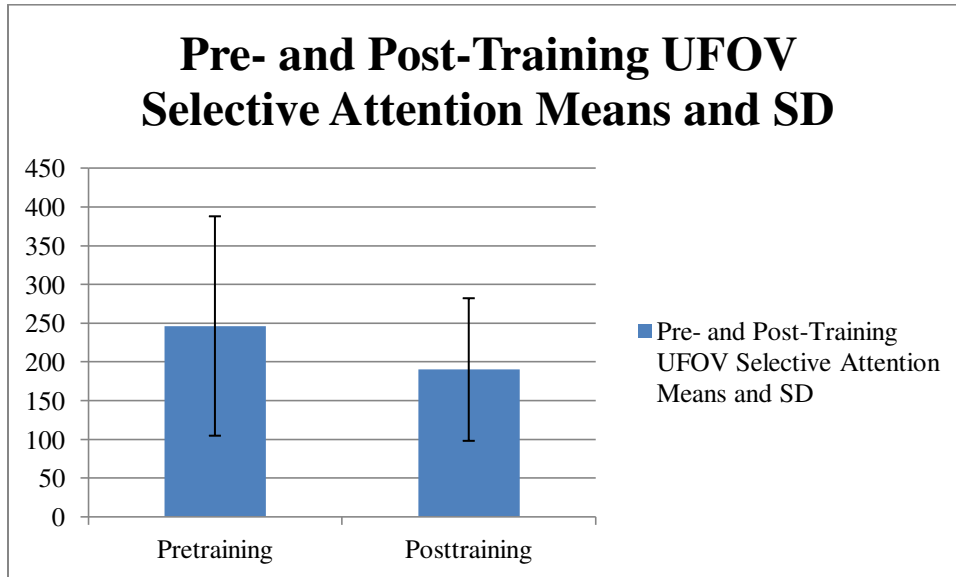 Pre- and Post-Training UFOV
Selective Attention Means and SD
450
400
350
300
250
200
150
100
50
0
Pretraining
Posttraining
Pre- and Post-Training
UFOV Selective Attention
Means and SD